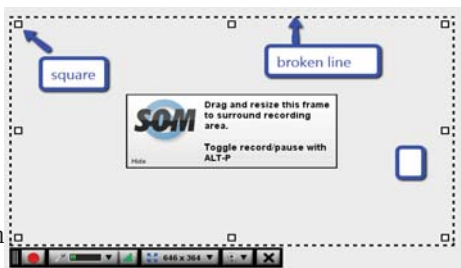 square
broken line
SOM
Drag and resize this frame
to surround recording
area.
Toggle record/pause with
ALT-P
Hide
646 x 364